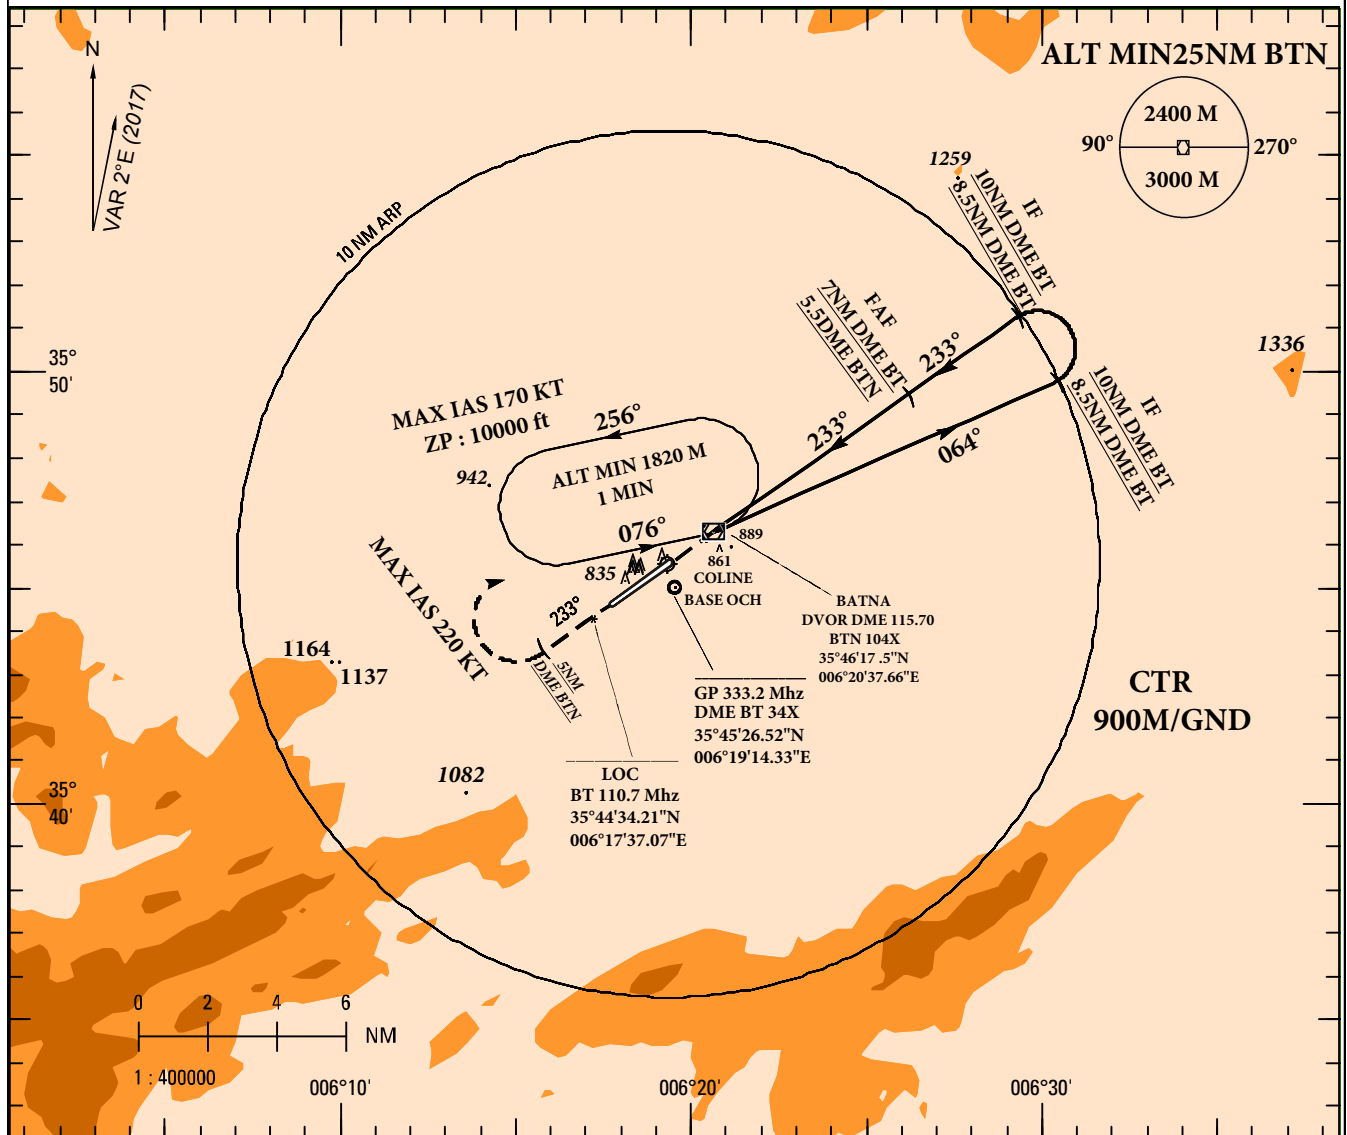 N
VAR 2°E (2017)
ALT MIN25NM BTN
2400 M
90°
270°
3000 M
10 NM ARP
1259
IF
10NM DME BT
8.5NM DME BT
FAF
7NM DME BT
5.5DME BTN
233°
1336
35°
50'
IF
10NM DME BT
8.5NM DME BT
MAX IAS 170 KT
ZP : 10000 ft
256°
233°
064°
942
ALT MIN 1820 M
1 MIN
076°
889
861
COLINE
BASE OCH
835
MAX IAS 220 KT
233°
5NM
DME BTN
BATNA
DVOR DME 115.70
BTN 104X
35°46'17 .5"N
006°20'37.66"E
1164
1137
GP 333.2 Mhz
DME BT 34X
35°45'26.52"N
006°19'14.33"E
CTR
900M/GND
LOC
BT 110.7 Mhz
35°44'34.21"N
006°17'37.07"E
1082
35°
40'
0 2 4 6
NM
1 : 400000
006°10' 006°20' 006°30'